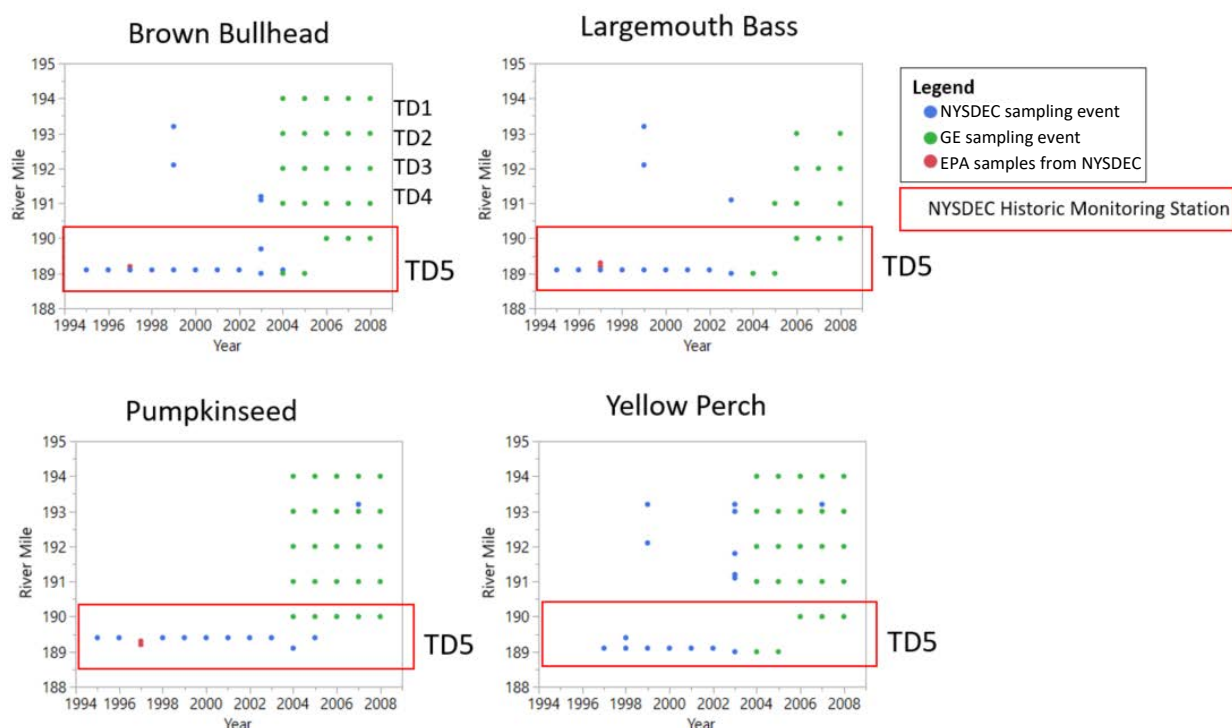 Brown Bullhead
195
194
193
192
191
190
189
188
River Mile
1994 1996 1998 2000 2002 2004 2006 2008
Year
TD1
TD2
TD3
TD4
TD5
Largemouth Bass
195
194
193
192
191
190
189
188
River Mile
1994 1996 1998 2000 2002 2004 2006 2008
Year
TD5
Legend
NYSDEC sampling event
GE sampling event
EPA samples from NYSDEC
NYSDEC Historic Monitoring Station
Pumpkinseed
195
194
193
192
191
190
189
188
River Mile
1994 1996 1998 2000 2002 2004 2006 2008
Year
TD5
Yellow Perch
195
194
193
192
191
190
189
188
River Mile
1994 1996 1998 2000 2002 2004 2006 2008
Year
TD5